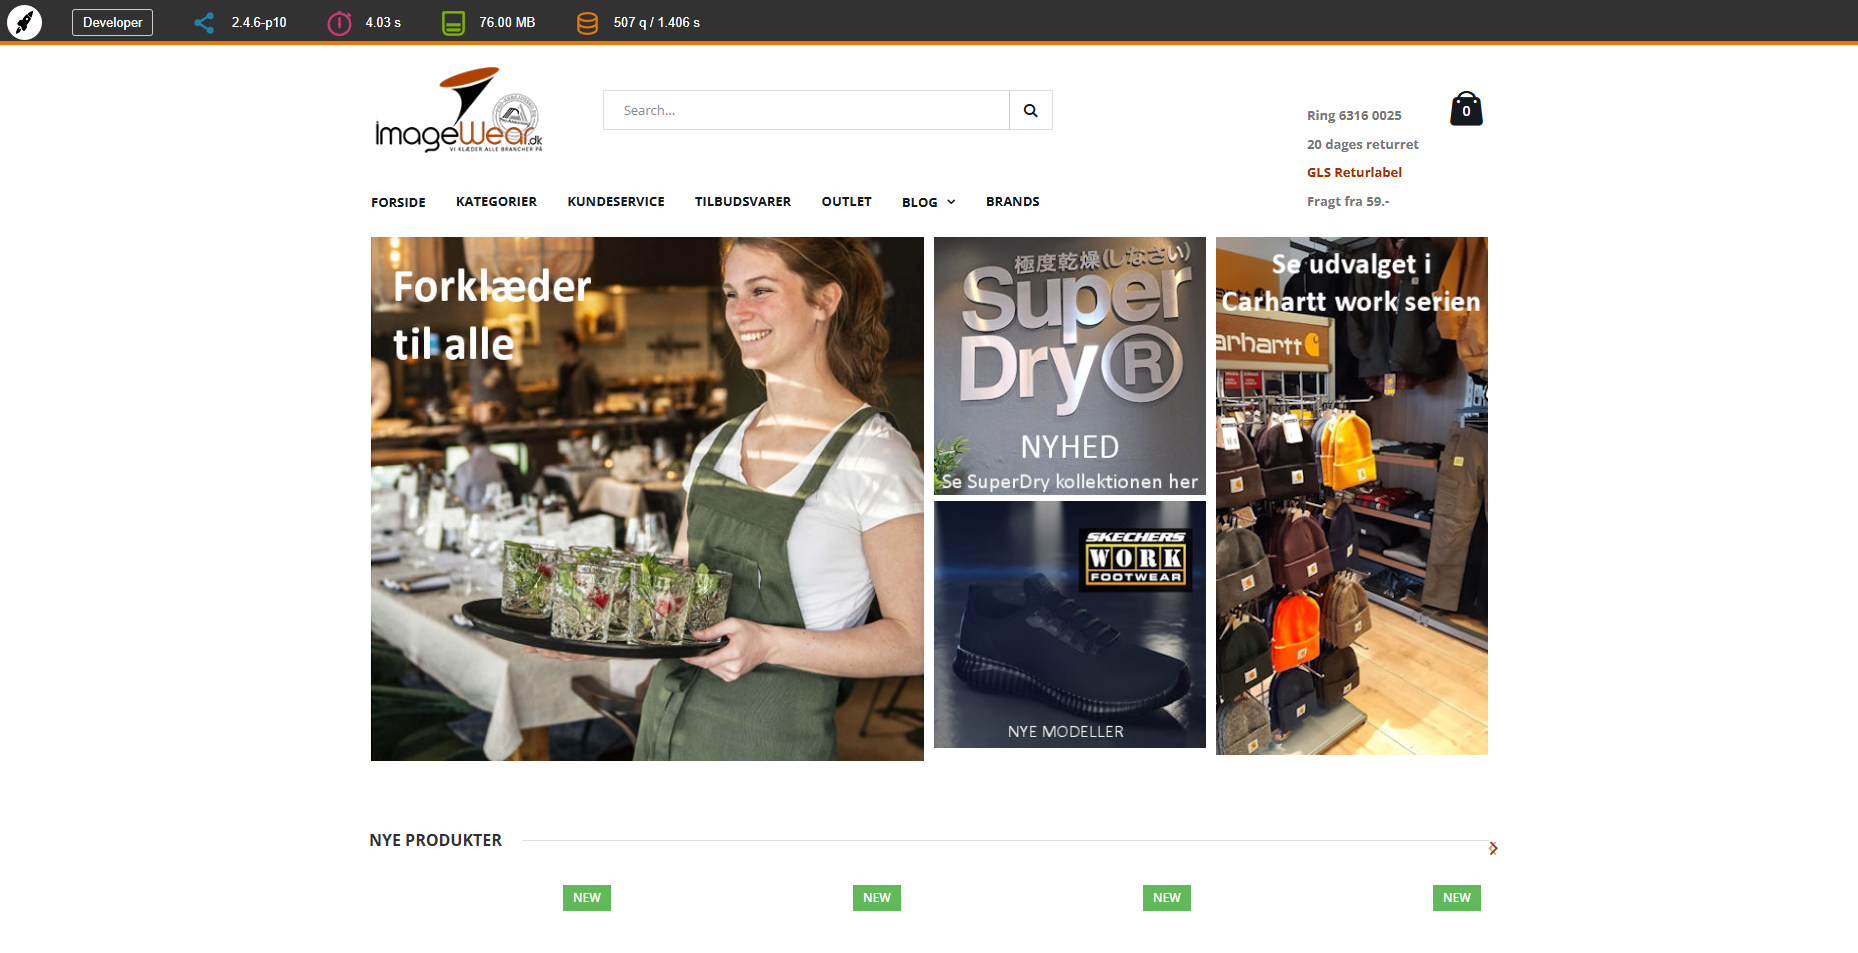 Developer
2.4.6-p10
4.03 s
76.00 MB
507 q / 1.406 s
ImageWear.dk
VI KLÆDER ALLE BRANCHER PÅ
Search...
Ring 6316 0025
0
20 dages returret
GLS Returlabel
Fragt fra 59.-
FORSIDE
KATEGORIER
KUNDESERVICE
TILBUDSVARER
OUTLET
BLOG
BRANDS
Forklæder
til alle
極度乾燥(しなさい)
Super
Dry®
NYHED
Se SuperDry kollektionen her
SKECHERS
WORK
FOOTWEAR
NYE MODELLER
Se udvalget i
Carhartt work serien
arhartt
NYE PRODUKTER
NEW
NEW
NEW
NEW